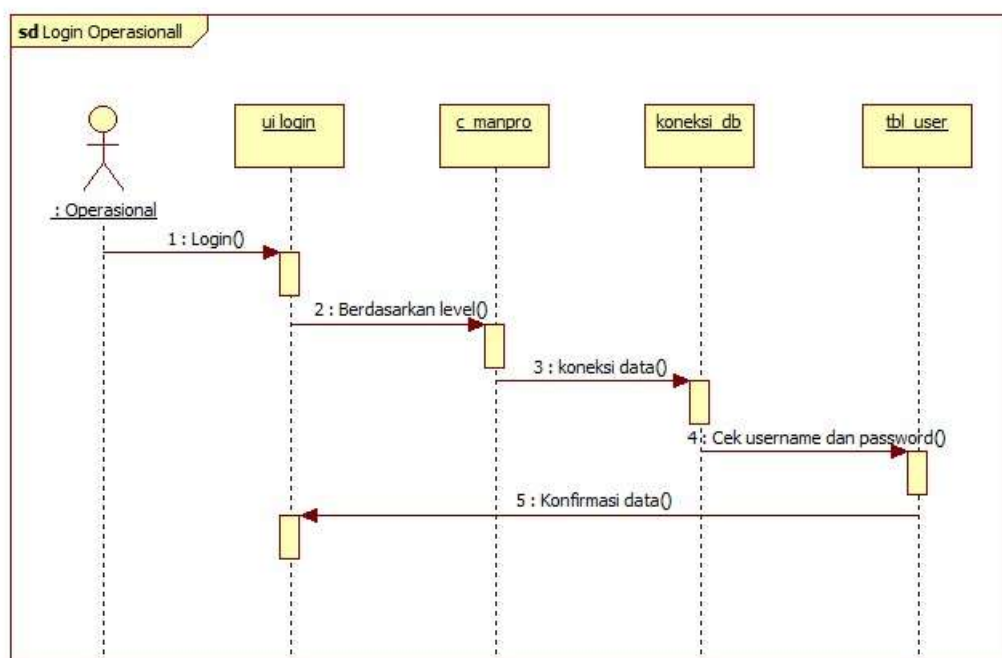 sd Login Operasionall
ui login
c_manpro
koneksi_db
tbl_user
: Operasional
1 : Login()
2 : Berdasarkan level()
3 : koneksi data()
4 : Cek username dan password()
5 : Konfirmasi data()